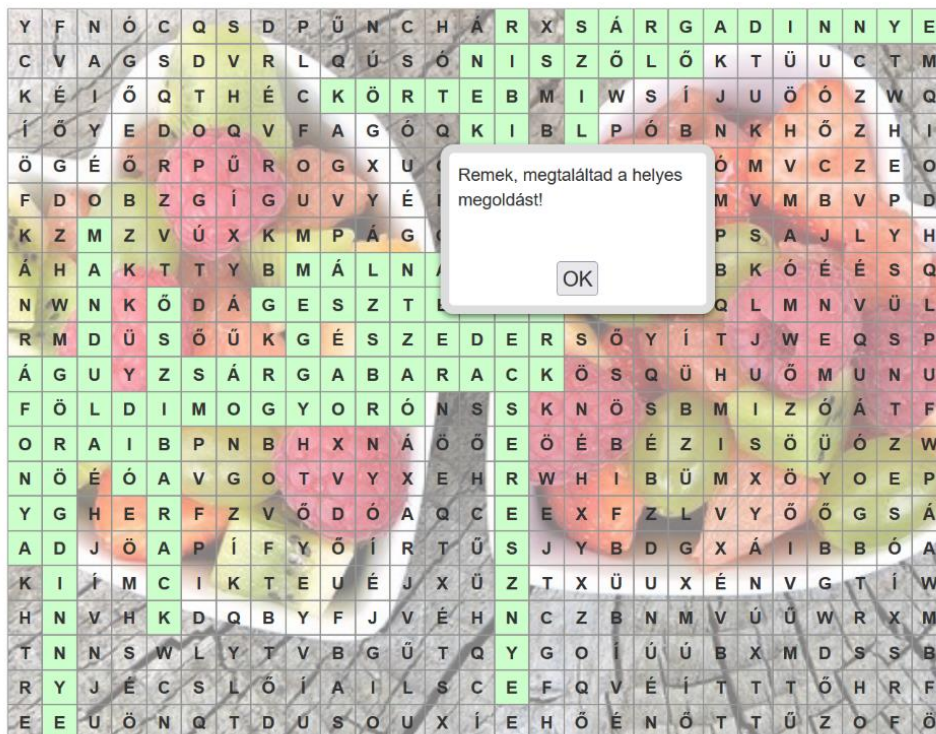 Y F N Ó C Q S D P Ű N C H Á R X S Á R G A D I N N Y E
C V A G S D V R L Q Ú S Ó N I S Z Ő L Ő K T Ü U C T M
K É I Ő Q T H É C K Ö R T E B M I W S Í J U Ö Ó Z W Q
Í Ő Y E D O Q V F A G Ó Q K I B L P Ó B N K H Ő Z H I
Ö G É Ő R P Ű R O G X U Ó M V C Z E O
Remek, megtaláltad a helyes
F D O B Z G Í G U V Y É M V M B V P D
megoldást!
K Z M Z V Ú X K M P Á G P S A J L Y H
Á H A K T T Y B M Á L N A B K Ó É É S Q
OK
N W N K Ő D Á G E S Z T E Q L M N V Ü L
R M D Ü S Ő Ű K G É S Z E D E R S Ő Y Í T J W E Q S P
Á G U Y Z S Á R G A B A R A C K Ö S Q Ü H U Ő M U N U
F Ö L D I M O G Y O R Ó N S S K N Ö S B M I Z Ó Á T F
O R A I B P N B H X N Á Ö Ő E Ö É B É Z I S Ö Ü Ó Z W
N Ö É Ó A V G O T V Y X E H R W H I B Ü M X Ö Y O E P
Y G H E R F Z V Ő D Ó A Q C E E X F Z L V Y Ő Ő G S Á
A D J Ö A P Í F Y Ő Í R T Ű S J Y B D G X Á I B B Ó A
K I Í M C I K T E U É J X Ü Z T X Ü U X É N V G T Í W
H N V H K D Q B Y F J V É H N C Z B N M V Ú Ű W R X M
T N N S W L Y T V B G Ű T Q Y G O Í Ú Ú B X M D S S B
R Y J É C S L Ő Í A I L S C E F Q V É Í T T T Ő H R F
E E U Ö N Q T D U S O U X Í E H Ő É N Ő T T Ű Z O F Ö